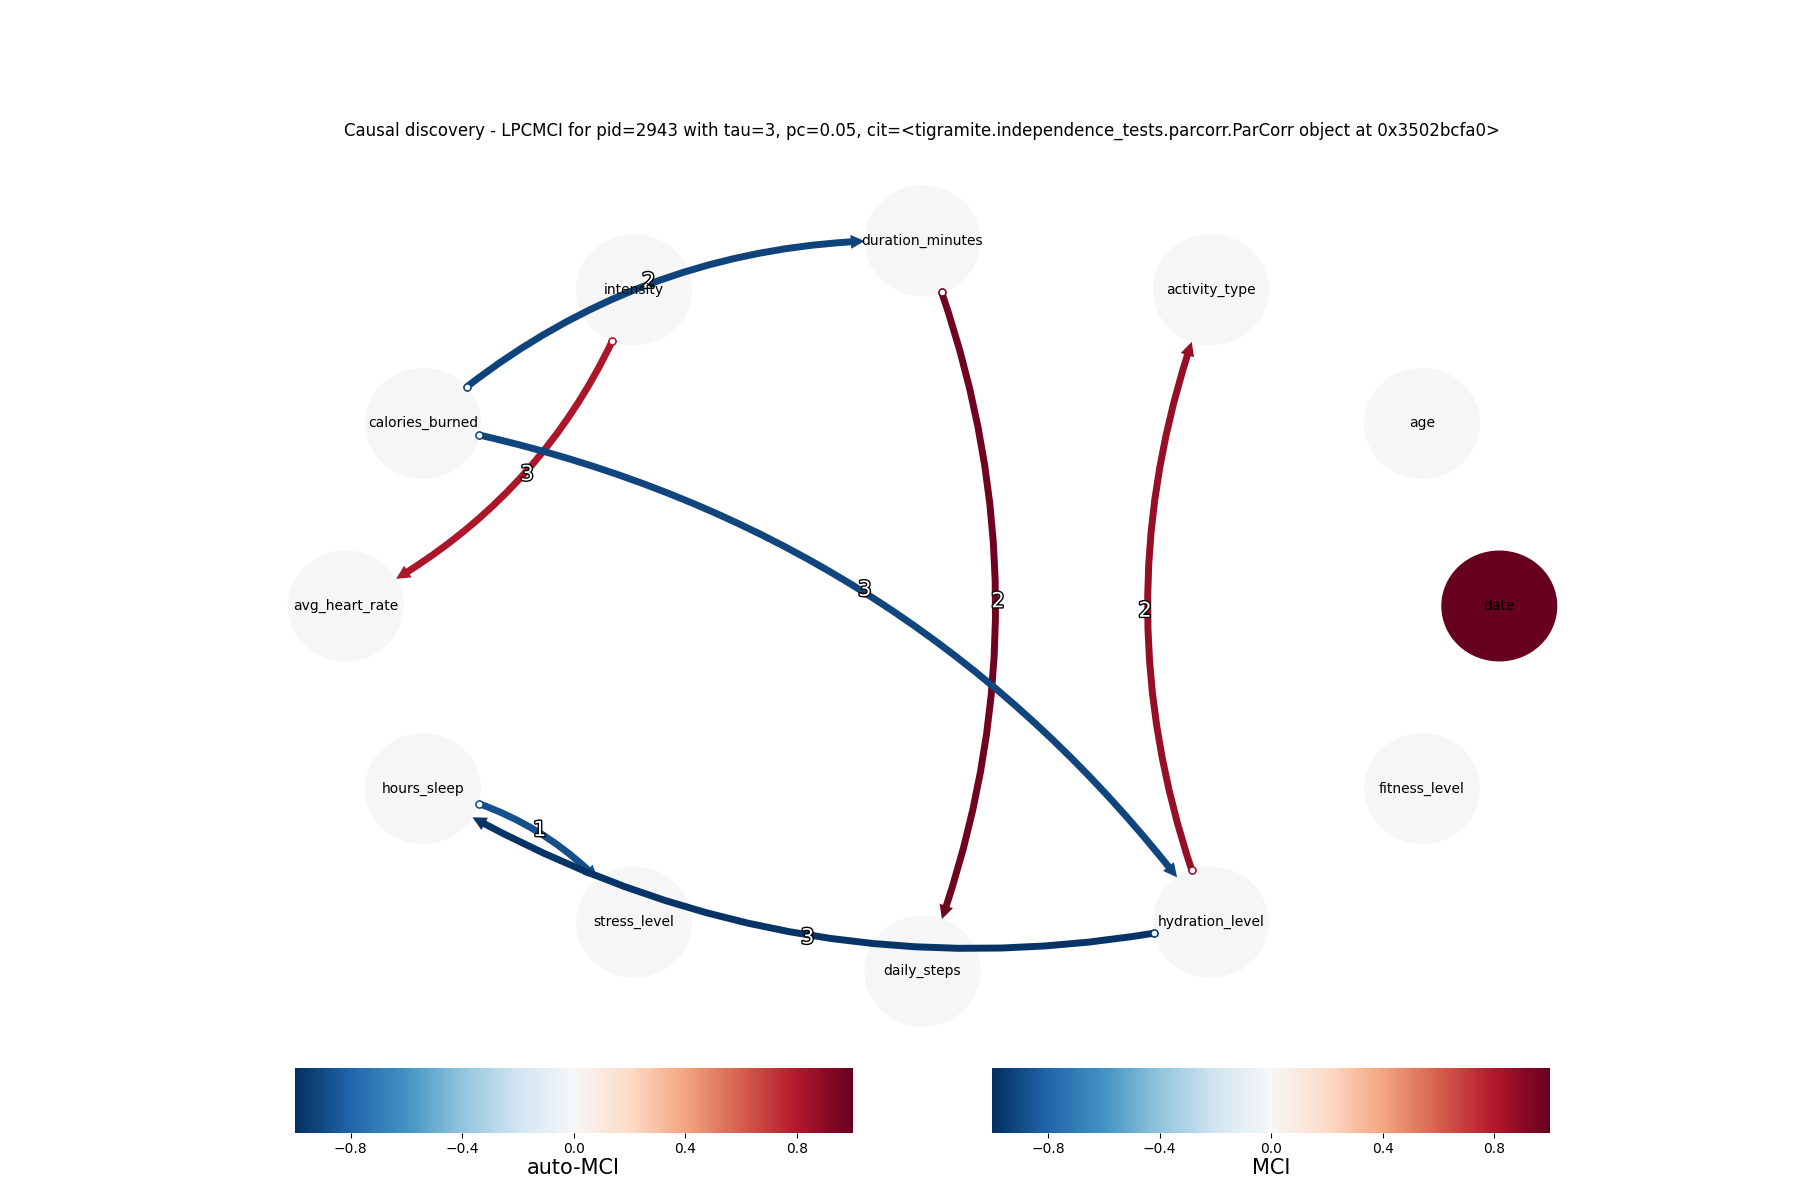 Causal discovery - LPCMCI for pid=2943 with tau=3, pc=0.05, cit=<tigramite.independence_tests.parcorr.ParCorr object at 0x3502bcfa0>
duration_minutes
2
intensity
activity_type
calories_burned
age
3
3
2
avg_heart_rate
2
date
hours_sleep
fitness_level
1
stress_level
3
hydration_level
daily_steps
−0.8 −0.4 0.0 0.4 0.8
auto-MCI
−0.8 −0.4 0.0 0.4 0.8
MCI